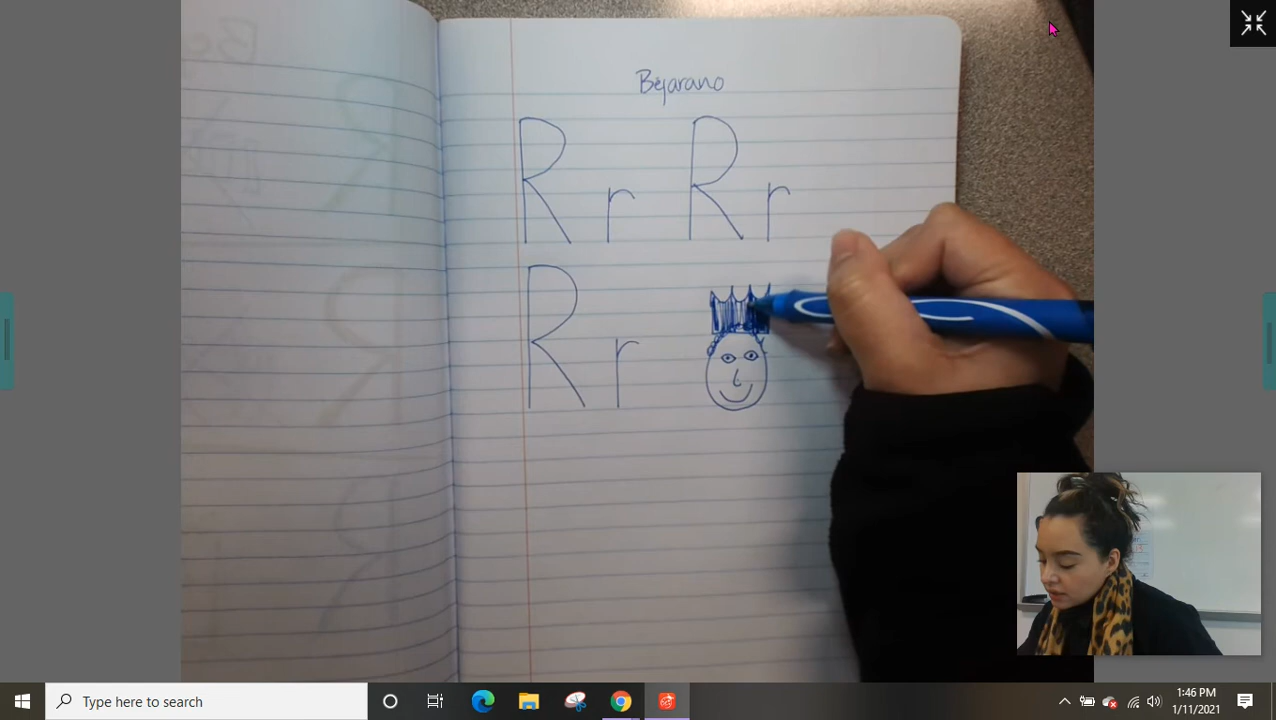 Bejarano
R r R r
R r
Type here to search
1:46 PM
1/11/2021